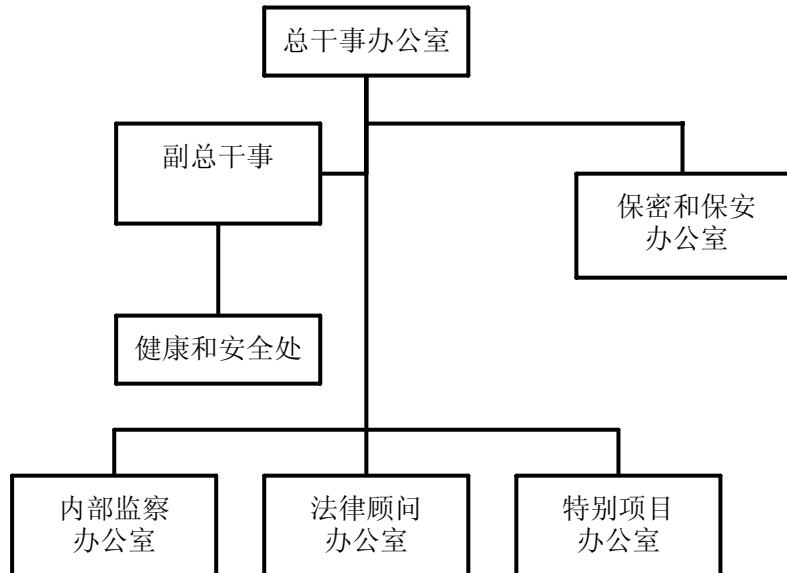 总干事办公室
副总干事
保密和保安
办公室
健康和安全处
内部监察
办公室
法律顾问
办公室
特别项目
办公室